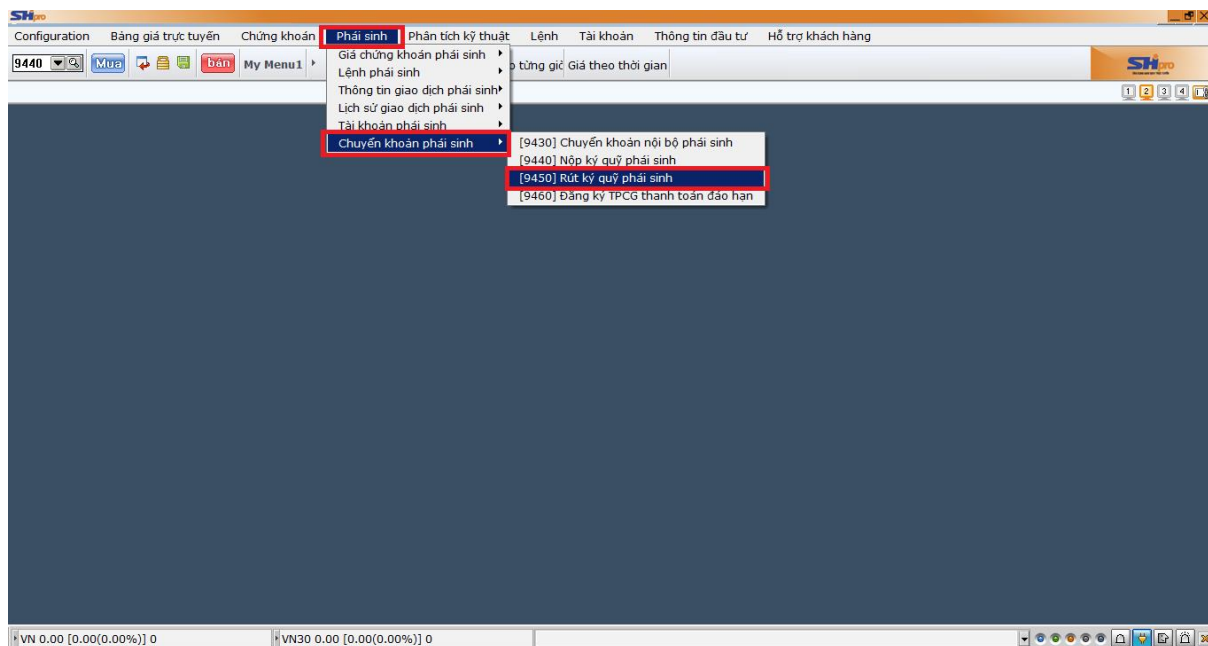 SHpro
Configuration Bảng giá trực tuyến Chứng khoán Phái sinh Phân tích kỹ thuật Lệnh Tài khoản Thông tin đầu tư Hỗ trợ khách hàng
9440 Mua bán My Menu1 từng giờ Giá theo thời gian SHpro
1 2 3 4
Giá chứng khoán phái sinh
Lệnh phái sinh
Thông tin giao dịch phái sinh
Lịch sử giao dịch phái sinh
Tài khoản phái sinh
Chuyển khoản phái sinh
[9430] Chuyển khoản nội bộ phái sinh
[9440] Nộp ký quỹ phái sinh
[9450] Rút ký quỹ phái sinh
[9460] Đăng ký TPCG thanh toán đáo hạn
VN 0.00 [0.00(0.00%)] 0 VN30 0.00 [0.00(0.00%)] 0